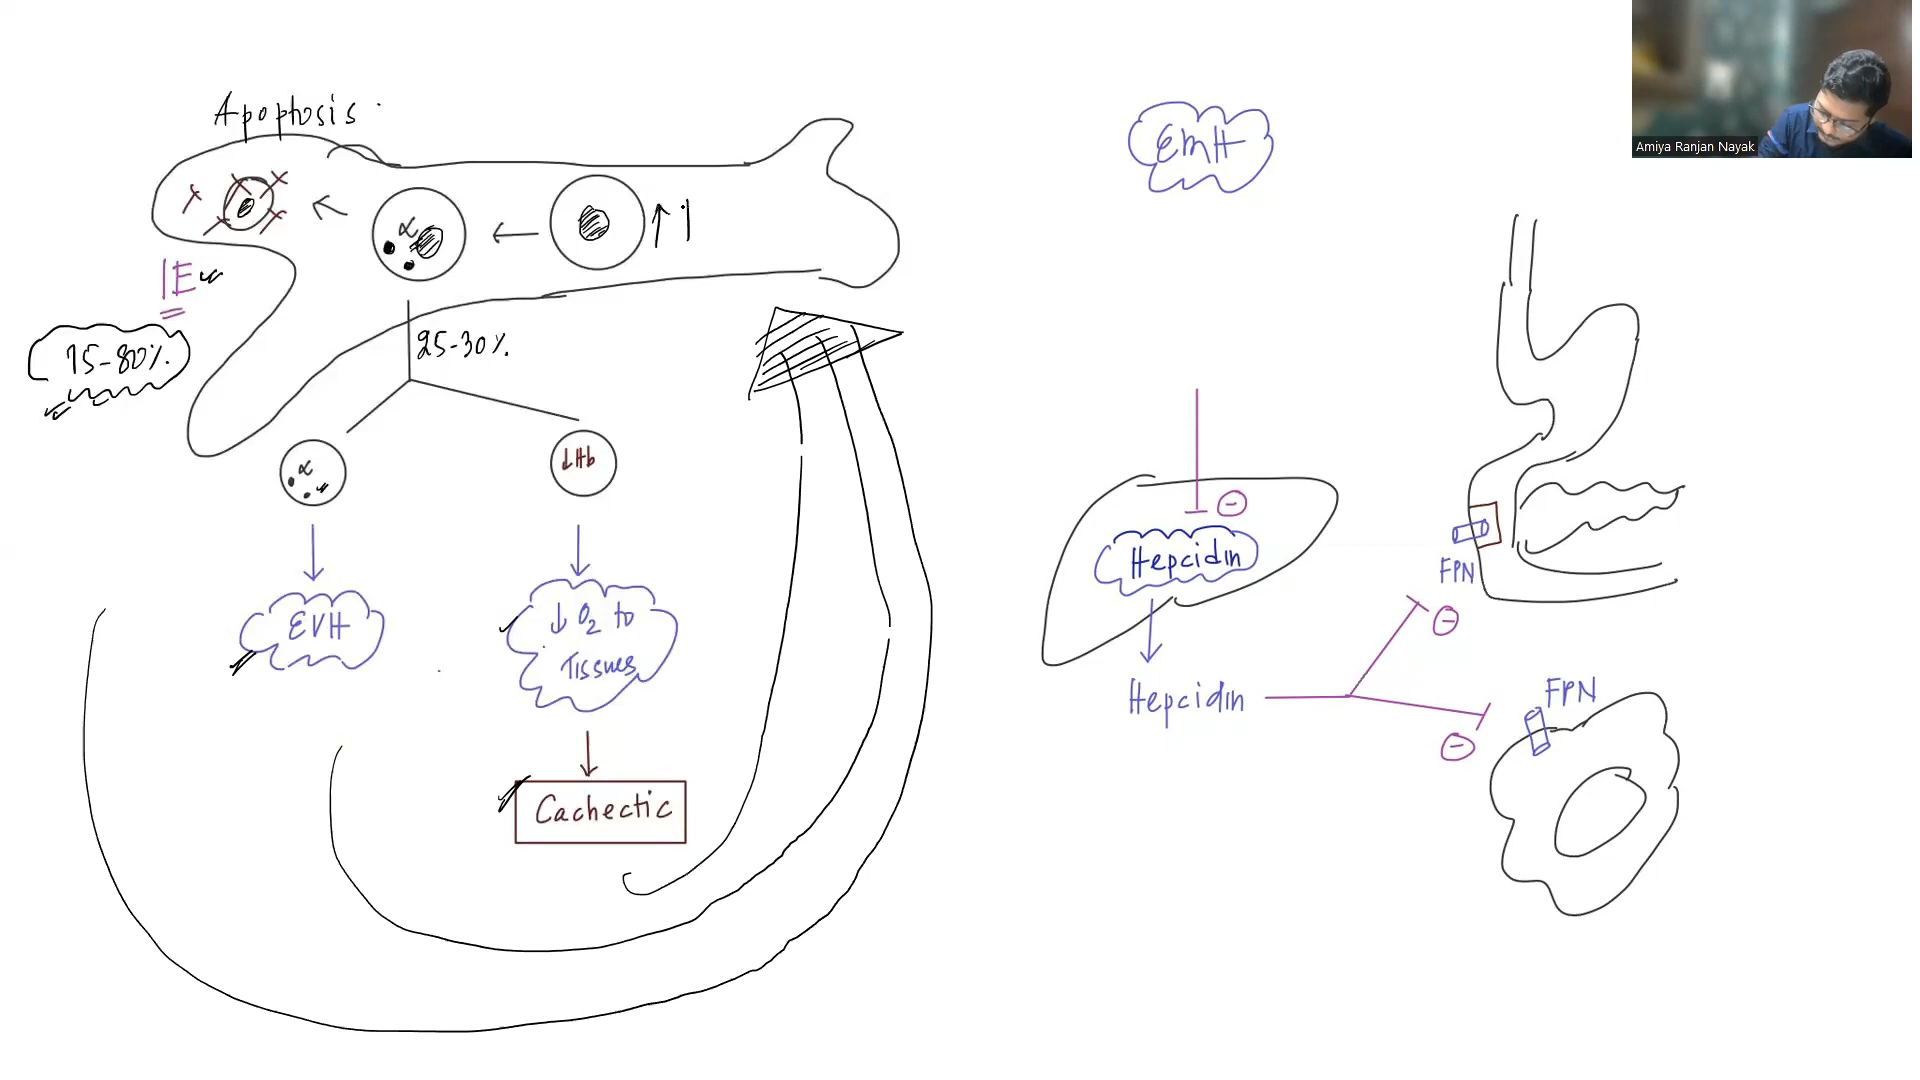 Apoptosis
α
↑
IE
75-80%.
25-30%.
α
↓Hb
EVH
↓ O₂ to
Tissues
Cachectic
EMH
Amiya Ranjan Nayak
⊖
Hepcidin
FPN
⊖
Hepcidin
FPN
⊖